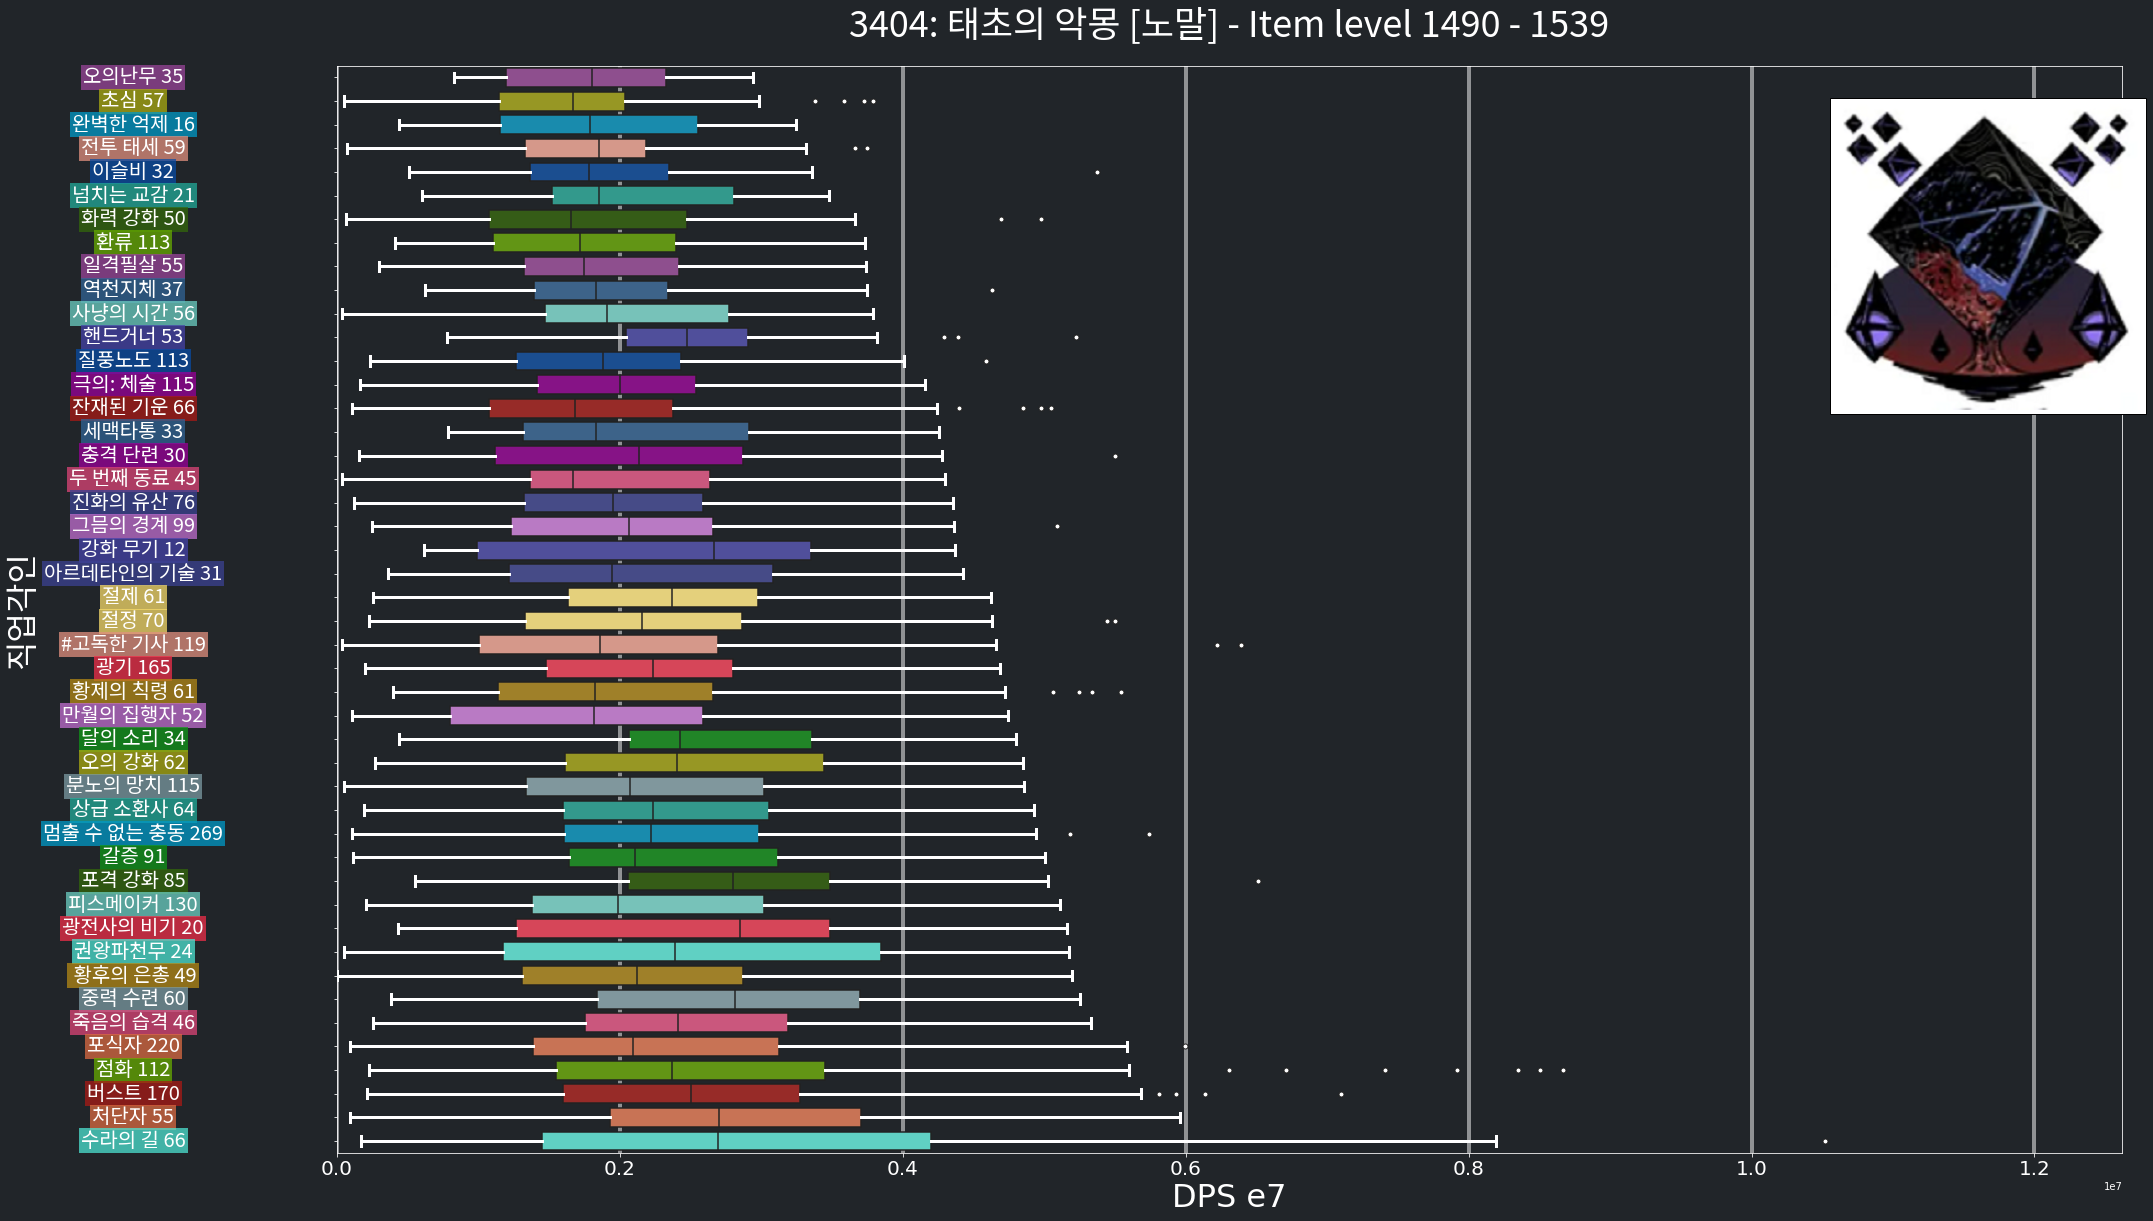 3404: 태초의 악몽 [노말] - Item level 1490 - 1539
오의난무 35
초심 57
완벽한 억제 16
전투 태세 59
이슬비 32
넘치는 교감 21
화력 강화 50
환류 113
일격필살 55
역천지체 37
사냥의 시간 56
핸드거너 53
질풍노도 113
극의: 체술 115
잔재된 기운 66
세맥타통 33
충격 단련 30
두 번째 동료 45
진화의 유산 76
그믐의 경계 99
강화 무기 12
아르데타인의 기술 31
절제 61
절정 70
#고독한 기사 119
광기 165
황제의 칙령 61
만월의 집행자 52
달의 소리 34
오의 강화 62
분노의 망치 115
상급 소환사 64
멈출 수 없는 충동 269
갈증 91
포격 강화 85
피스메이커 130
광전사의 비기 20
권왕파천무 24
황후의 은총 49
중력 수련 60
죽음의 습격 46
포식자 220
점화 112
버스트 170
처단자 55
수라의 길 66
직업각인
0.0 0.2 0.4 0.6 0.8 1.0 1.2
1e7
DPS e7